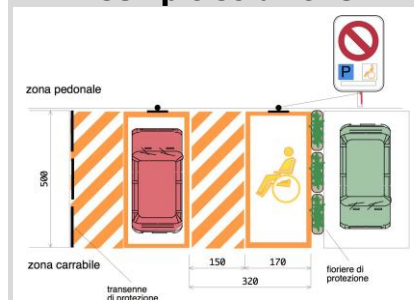 zona pedonale
P
500
150
170
320
zona carrabile
transenne
di protezione
fioriere di
protezione